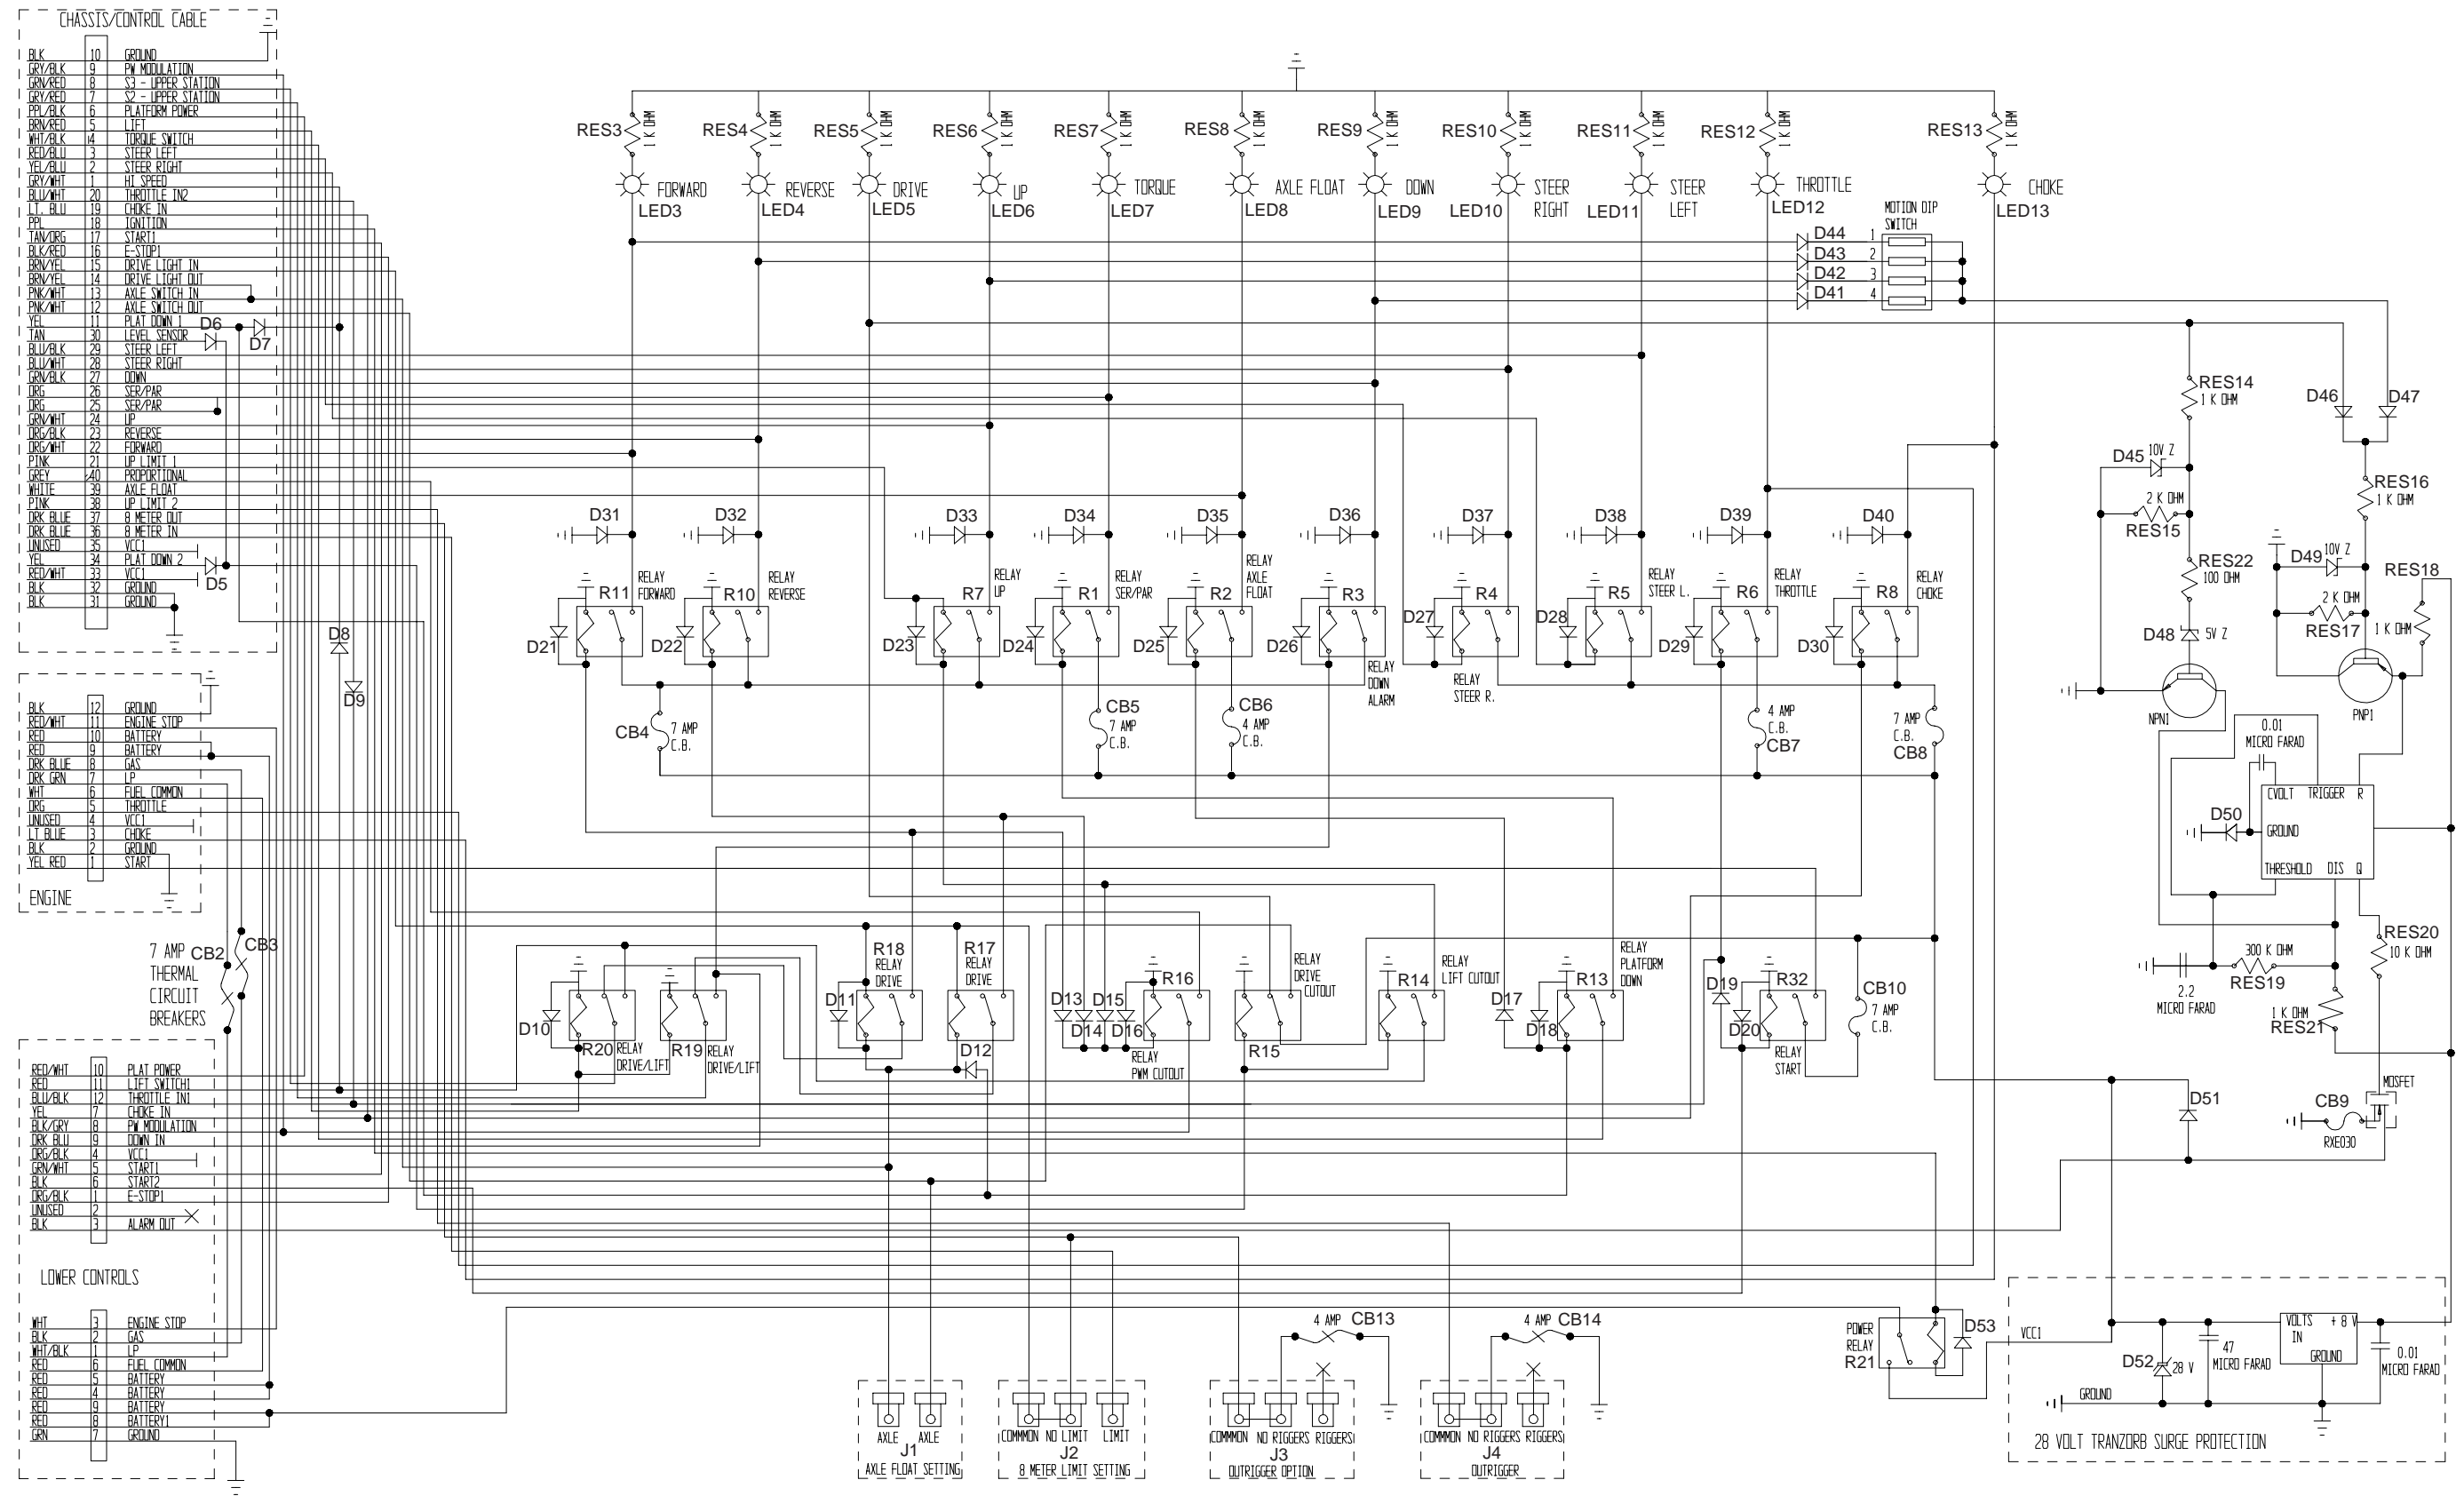 CHASSIS/CONTROL CABLE
BLK 10 GROUND
GRY/BLK 9 PW MODULATION
GRN/RED 8 S3 - UPPER STATION
GRY/RED 7 S2 - UPPER STATION
PPL/BLK 6 PLATFORM POWER
BRN/RED 5 LIFT
WHT/BLK 4 TORQUE SWITCH
RED/BLU 3 STEER LEFT
YEL/BLU 2 STEER RIGHT
GRY/WHT 1 HI SPEED
BLU/WHT 20 THROTTLE IN2
LT. BLU 19 CHOKE IN
PPL 18 IGNITION
TAN/ORG 17 START1
BLK/RED 16 E-STOP1
BRN/YEL 15 DRIVE LIGHT IN
BRN/YEL 14 DRIVE LIGHT OUT
PNK/WHT 13 AXLE SWITCH IN
PNK/WHT 12 AXLE SWITCH OUT
YEL 11 PLAT DOWN 1
TAN 30 LEVEL SENSOR
BLU/BLK 29 STEER LEFT
BLU/WHT 28 STEER RIGHT
GRN/BLK 27 DOWN
ORG 26 SER/PAR
ORG 25 SER/PAR
GRN/WHT 24 UP
ORG/BLK 23 REVERSE
ORG/WHT 22 FORWARD
PINK 21 UP LIMIT 1
GREY 40 PROPORTIONAL
WHITE 39 AXLE FLOAT
PINK 38 UP LIMIT 2
DRK BLUE 37 8 METER OUT
DRK BLUE 36 8 METER IN
UNUSED 35 VCC1
YEL 34 PLAT DOWN 2
RED/WHT 33 VCC1
BLK 32 GROUND
BLK 31 GROUND
D6
D7
D5
D8
D9
BLK 12 GROUND
RED/WHT 11 ENGINE STOP
RED 10 BATTERY
RED 9 BATTERY
DRK BLUE 8 GAS
DRK GRN 7 LP
WHT 6 FUEL COMMON
ORG 5 THROTTLE
UNUSED 4 VCC1
LT BLUE 3 CHOKE
BLK 2 GROUND
YEL RED 1 START
ENGINE
7 AMP
THERMAL
CIRCUIT
BREAKERS
CB2
CB3
RED/WHT 10 PLAT POWER
RED 11 LIFT SWITCH1
BLU/BLK 12 THROTTLE IN1
YEL 7 CHOKE IN
BLK/GRY 8 PW MODULATION
DRK BLU 9 DOWN IN
ORG/BLK 4 VCC1
GRN/WHT 5 START1
BLK 6 START2
ORG/BLK 1 E-STOP1
UNUSED 2
BLK 3 ALARM OUT
LOWER CONTROLS
WHT 3 ENGINE STOP
BLK 2 GAS
WHT/BLK 1 LP
RED 6 FUEL COMMON
RED 5 BATTERY
RED 4 BATTERY
RED 9 BATTERY
RED 8 BATTERY1
GRN 7 GROUND
RES3 1 K OHM
RES4 1 K OHM
RES5 1 K OHM
RES6 1 K OHM
RES7 1 K OHM
RES8 1 K OHM
RES9 1 K OHM
RES10 1 K OHM
RES11 1 K OHM
RES12 1 K OHM
RES13 1 K OHM
FORWARD LED3
REVERSE LED4
DRIVE LED5
UP LED6
TORQUE LED7
AXLE FLOAT LED8
DOWN LED9
STEER RIGHT LED10
STEER LEFT LED11
THROTTLE LED12
CHOKE LED13
MOTION DIP
SWITCH
D44 1
D43 2
D42 3
D41 4
D31
D32
D33
D34
D35
D36
D37
D38
D39
D40
R11 RELAY FORWARD
R10 RELAY REVERSE
R7 RELAY UP
R1 RELAY SER/PAR
R2 RELAY AXLE FLOAT
R3 RELAY DOWN ALARM
R4 RELAY STEER R.
R5 RELAY STEER L.
R6 RELAY THROTTLE
R8 RELAY CHOKE
D21
D22
D23
D24
D25
D26
D27
D28
D29
D30
CB4 7 AMP C.B.
CB5 7 AMP C.B.
CB6 4 AMP C.B.
4 AMP C.B. CB7
7 AMP C.B. CB8
RES14 1 K OHM
D46
D47
D45 10V Z
2 K OHM RES15
RES16 1 K OHM
RES22 100 OHM
D49 10V Z
2 K OHM RES17
RES18 1 K OHM
D48 5V Z
NPN1
PNP1
0.01
MICRO FARAD
CVOLT TRIGGER R
GROUND
THRESHOLD DIS Q
D50
RES20
10 K OHM
300 K OHM
RES19
2.2
MICRO FARAD
1 K OHM
RES21
MOSFET
CB9
RXE030
D51
D10
R20 RELAY DRIVE/LIFT
R19 RELAY DRIVE/LIFT
D11
R18 RELAY DRIVE
R17 RELAY DRIVE
D12
D13
D14
D15
D16
R16
RELAY
PWM CUTOUT
R15 RELAY DRIVE CUTOUT
R14 RELAY LIFT CUTOUT
D17
D18
R13 RELAY PLATFORM DOWN
D19
D20
R32 RELAY START
CB10
7 AMP
C.B.
AXLE AXLE
J1
AXLE FLOAT SETTING
COMMMON NO LIMIT LIMIT
J2
8 METER LIMIT SETTING
4 AMP CB13
COMMMON NO RIGGERS RIGGERS
J3
OUTRIGGER OPTION
4 AMP CB14
COMMMON NO RIGGERS RIGGERS
J4
OUTRIGGER
POWER
RELAY
R21
D53
VCC1
D52 28 V
47
MICRO FARAD
VOLTS IN + 8 V
GROUND
0.01
MICRO FARAD
GROUND
28 VOLT TRANZORB SURGE PROTECTION